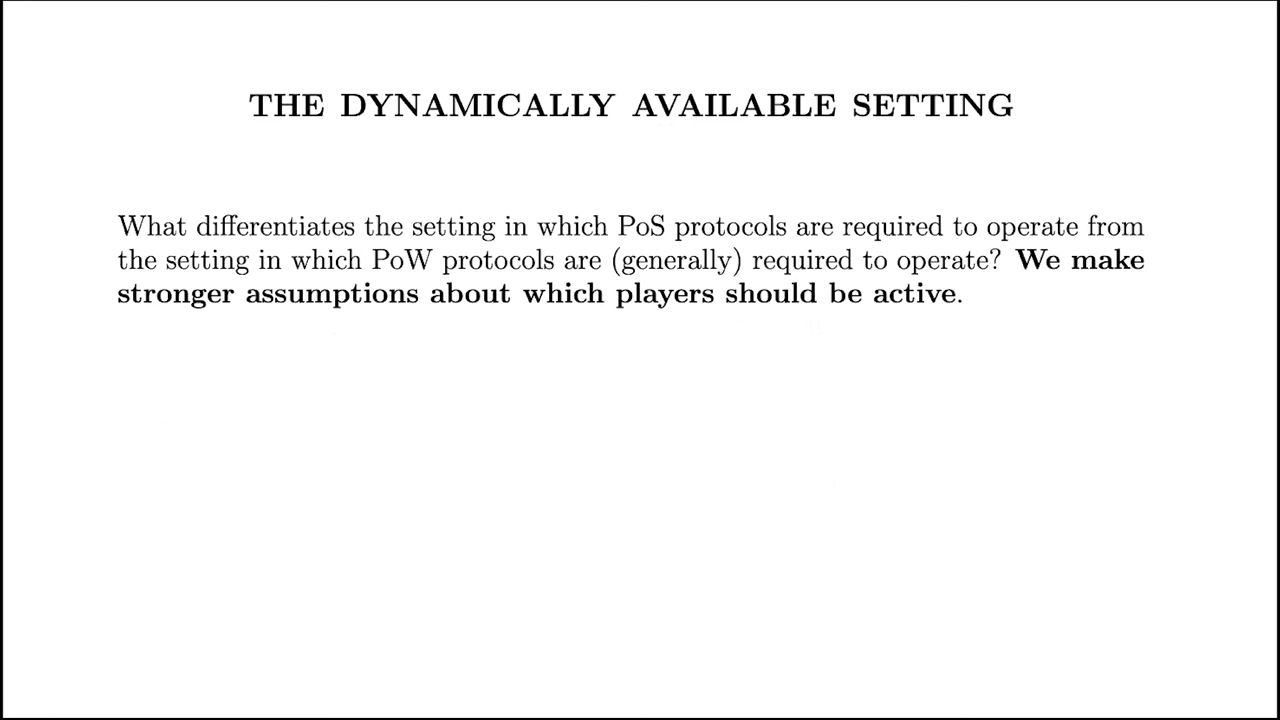 THE DYNAMICALLY AVAILABLE SETTING
What differentiates the setting in which PoS protocols are required to operate from
the setting in which PoW protocols are (generally) required to operate? We make
stronger assumptions about which players should be active.